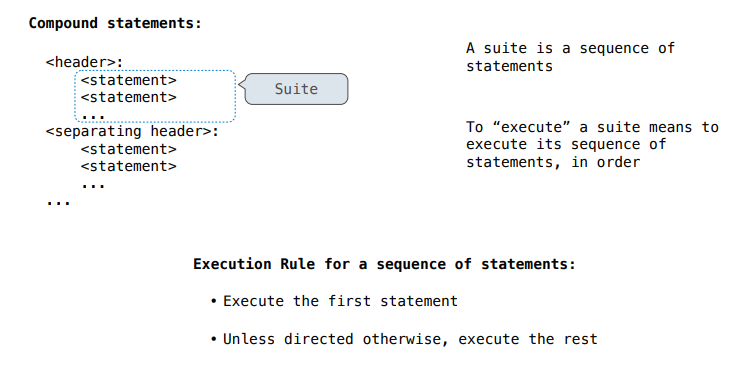 Compound statements:
<header>:
<statement>
<statement>
...
<separating header>:
<statement>
<statement>
...
...
Suite
A suite is a sequence of
statements
To “execute” a suite means to
execute its sequence of
statements, in order
Execution Rule for a sequence of statements:
• Execute the first statement
• Unless directed otherwise, execute the rest